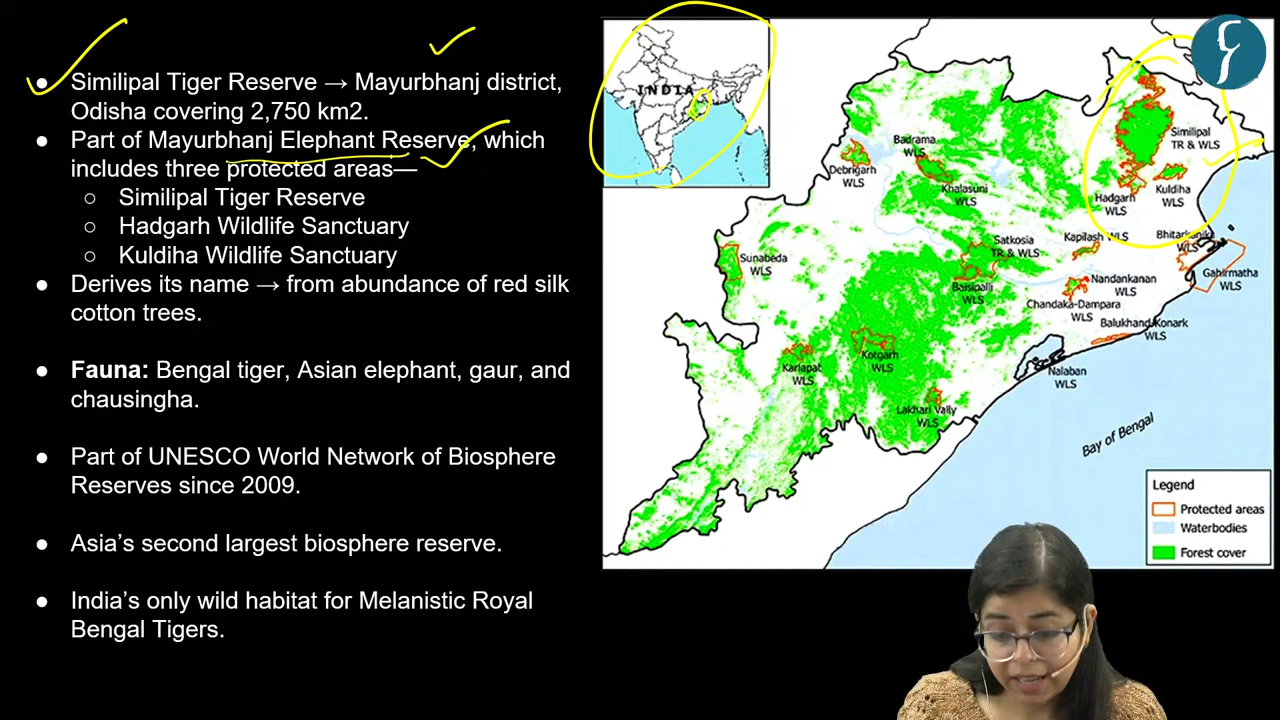 ● Similipal Tiger Reserve → Mayurbhanj district,
Odisha covering 2,750 km2.
● Part of Mayurbhanj Elephant Reserve, which
includes three protected areas—
○ Similipal Tiger Reserve
○ Hadgarh Wildlife Sanctuary
○ Kuldiha Wildlife Sanctuary
● Derives its name → from abundance of red silk
cotton trees.
● Fauna: Bengal tiger, Asian elephant, gaur, and
chausingha.
● Part of UNESCO World Network of Biosphere
Reserves since 2009.
● Asia's second largest biosphere reserve.
● India's only wild habitat for Melanistic Royal
Bengal Tigers.
INDIA
Similipal
TR & WLS
Badrama
WLS
Debrigarh
WLS
Khalasuni
WLS
Hadgarh
WLS
Kuldiha
WLS
Sunabeda
WLS
Satkosia
TR & WLS
Kapilash WLS
Bhitarkanika
WLS
Gahirmatha
WLS
Baisipalli
WLS
Nandankanan
WLS
Chandaka-Dampara
WLS
Balukhand Konark
WLS
Karlapat
WLS
Kotgarh
WLS
Nalaban
WLS
Lakhari Vally
WLS
Bay of Bengal
Legend
Protected areas
Waterbodies
Forest cover